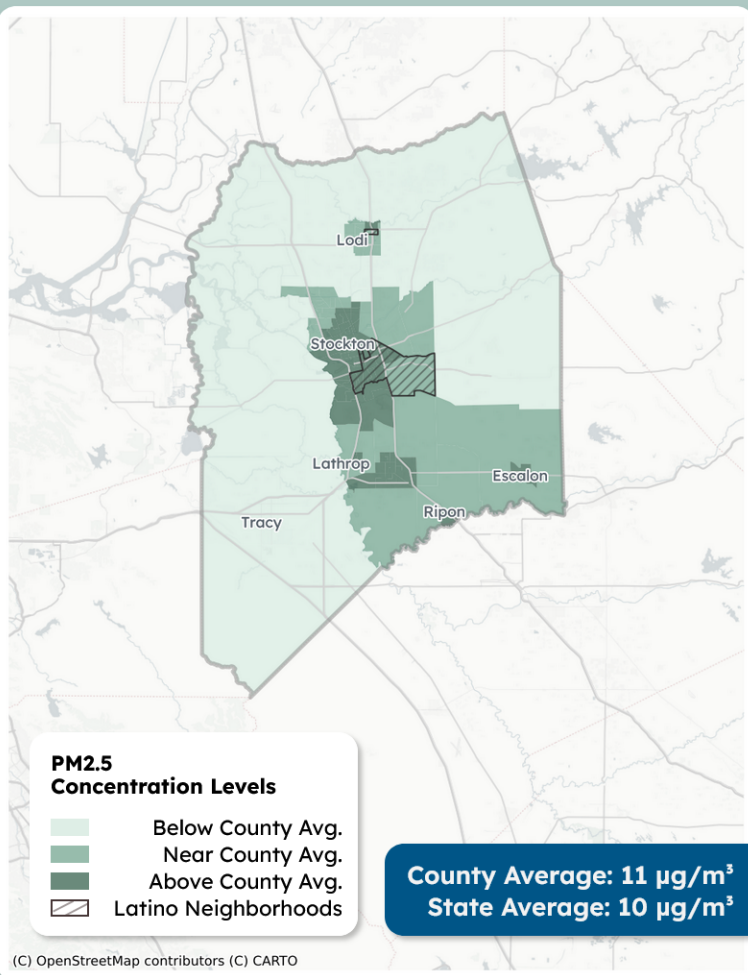 Lodi
Stockton
Lathrop
Escalon
Ripon
Tracy
PM2.5
Concentration Levels
Below County Avg.
Near County Avg.
Above County Avg.
Latino Neighborhoods
County Average: 11 μg/m³
State Average: 10 μg/m³
(C) OpenStreetMap contributors (C) CARTO